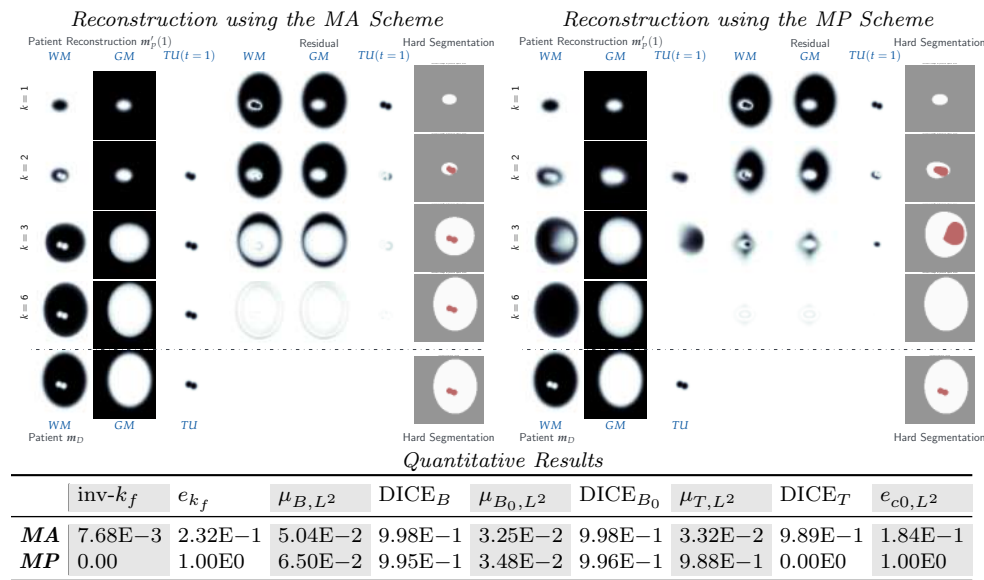 Reconstruction using the MA Scheme
Reconstruction using the MP Scheme
Patient Reconstruction m′ₚ(1) Residual Hard Segmentation
WM GM TU(t = 1) WM GM TU(t = 1)
Patient Reconstruction m′ₚ(1) Residual Hard Segmentation
WM GM TU(t = 1) WM GM TU(t = 1)
k = 1
k = 2
k = 3
k = 6
k = 1
k = 2
k = 3
k = 6
WM GM TU
Patient m_D Hard Segmentation
WM GM TU
Patient m_D Hard Segmentation
Quantitative Results
inv-k_f e_{k_f} μ_{B,L²} DICE_B μ_{B₀,L²} DICE_{B₀} μ_{T,L²} DICE_T e_{c0,L²}
MA 7.68E−3 2.32E−1 5.04E−2 9.98E−1 3.25E−2 9.98E−1 3.32E−2 9.89E−1 1.84E−1
MP 0.00 1.00E0 6.50E−2 9.95E−1 3.48E−2 9.96E−1 9.88E−1 0.00E0 1.00E0